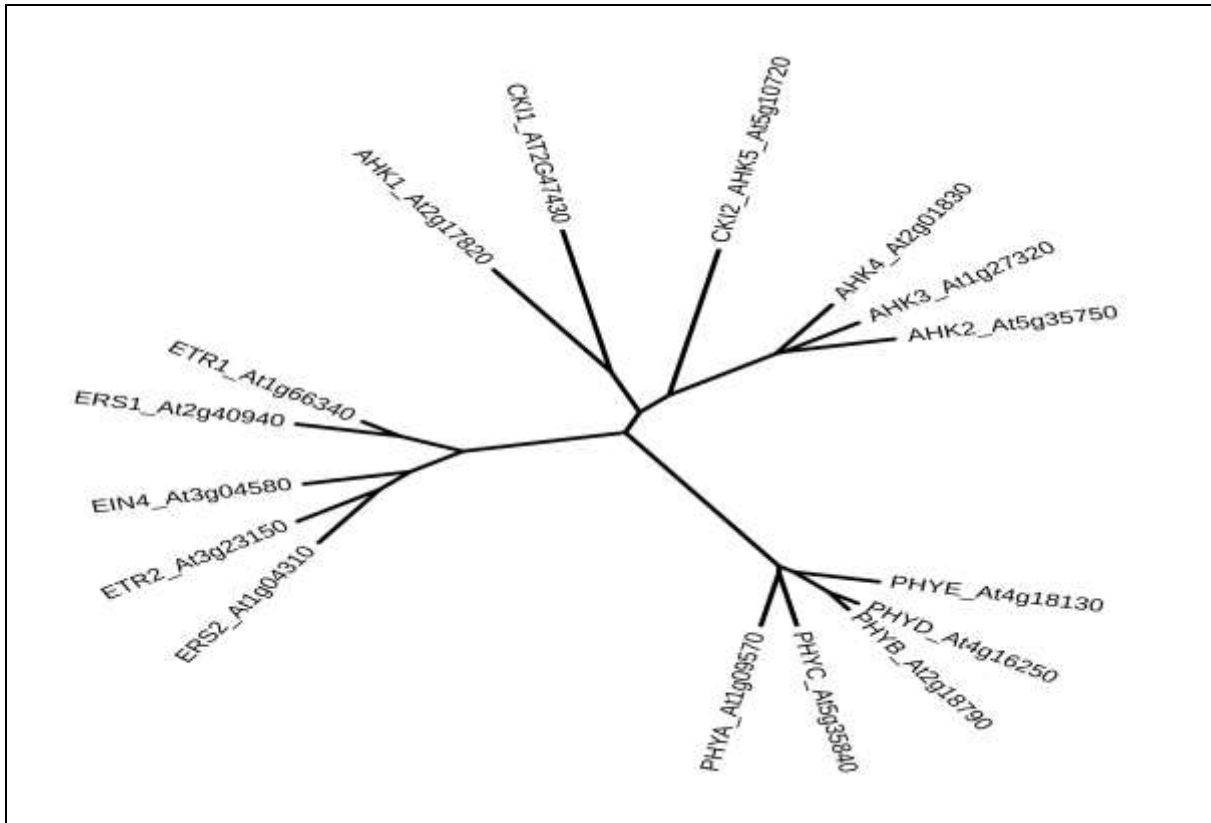 CKI1_AT2G47430
CKI2_AHK5_At5g10720
AHK1_At2g17820
AHK4_At2g01830
AHK3_At1g27320
AHK2_At5g35750
ETR1_At1g66340
ERS1_At2g40940
EIN4_At3g04580
ETR2_At3g23150
ERS2_At1g04310
PHYE_At4g18130
PHYD_At4g16250
PHYB_At2g18790
PHYC_At5g35840
PHYA_At1g09570